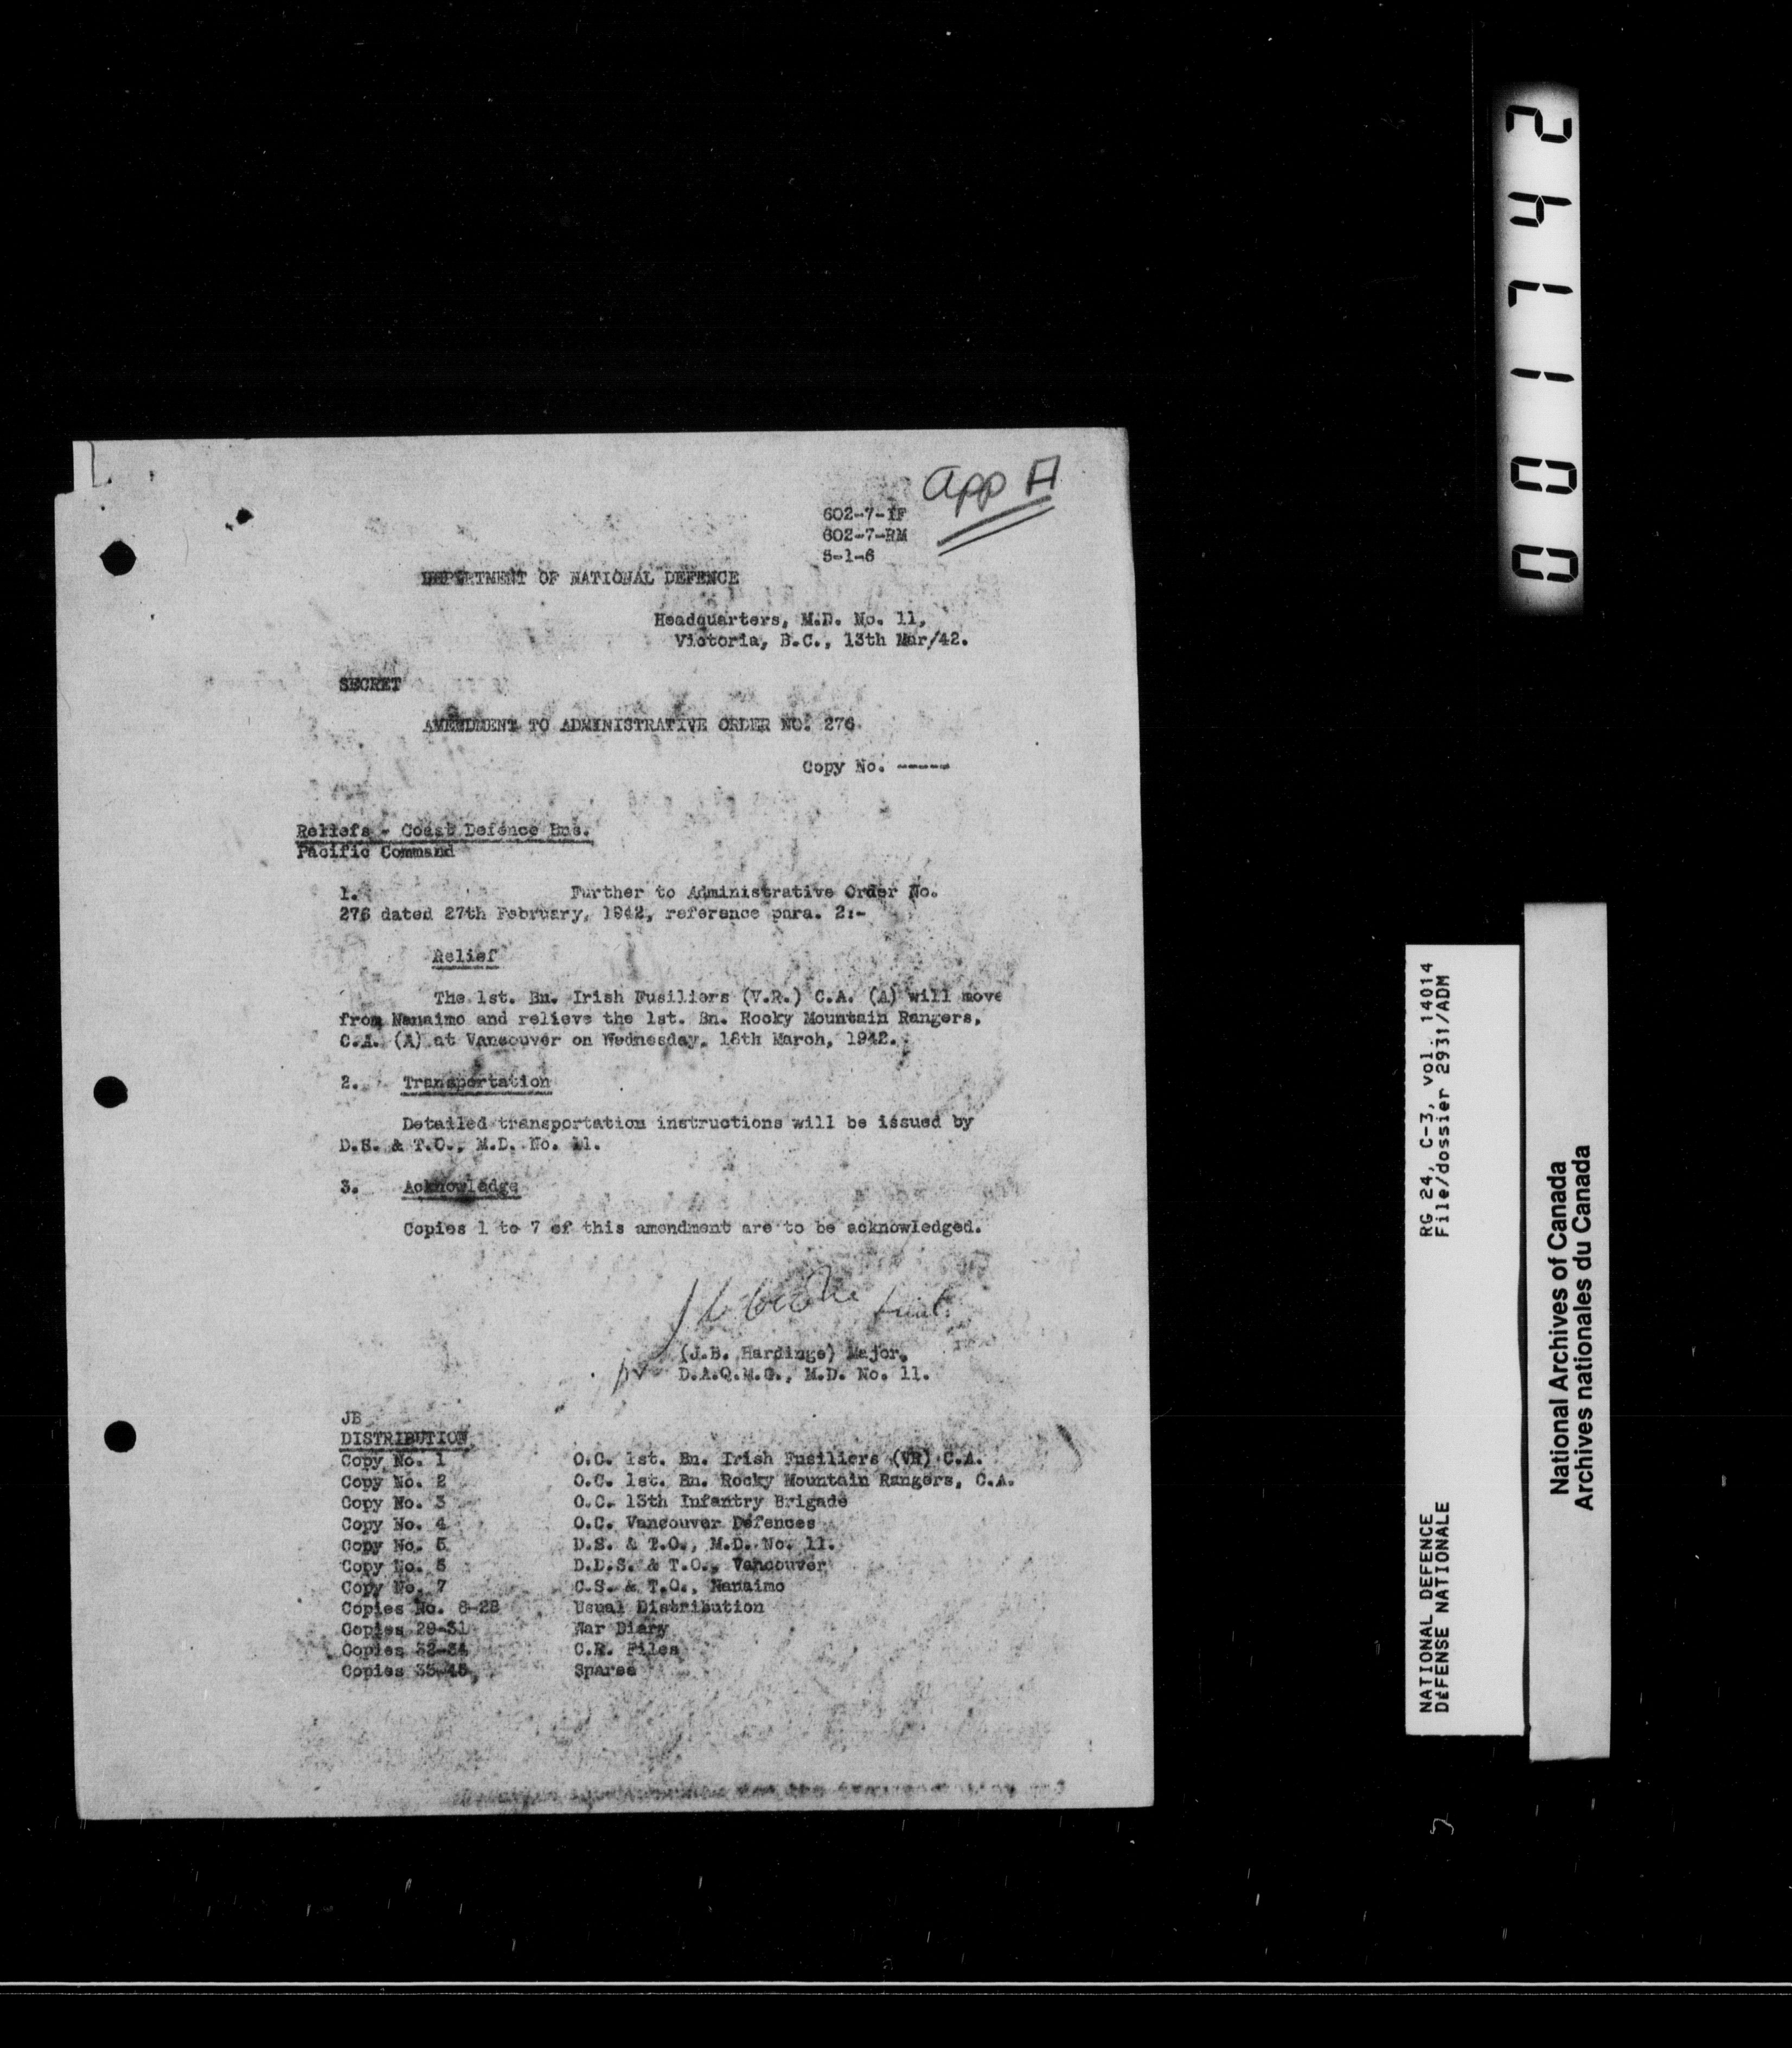 app A
602-7-IF
602-7-RM
5-1-6
DEPARTMENT OF NATIONAL DEFENCE
Headquarters, M.D. No. 11,
Victoria, B.C., 13th Mar/42.
SECRET
AMENDMENT TO ADMINISTRATIVE ORDER NO. 276
Copy No. -----
Reliefs - Coast Defence Bns.
Pacific Command
1. Further to Administrative Order No.
276 dated 27th February, 1942, reference para. 2:-
Relief
The 1st. Bn. Irish Fusiliers (V.R.) C.A. (A) will move
from Nanaimo and relieve the 1st. Bn. Rocky Mountain Rangers,
C.A. (A) at Vancouver on Wednesday, 18th March, 1942.
2. Transportation
Detailed transportation instructions will be issued by
D.S. & T.O., M.D. No. 11.
3. Acknowledge
Copies 1 to 7 of this amendment are to be acknowledged.
(J.B. Hardinge) Major,
D.A.Q.M.G., M.D. No. 11.
JB
DISTRIBUTION
Copy No. 1 O.C. 1st. Bn. Irish Fusiliers (VR) C.A.
Copy No. 2 O.C. 1st. Bn. Rocky Mountain Rangers, C.A.
Copy No. 3 O.C. 13th Infantry Brigade
Copy No. 4 O.C. Vancouver Defences
Copy No. 5 D.S. & T.O., M.D. No. 11.
Copy No. 6 D.D.S. & T.O., Vancouver
Copy No. 7 C.S. & T.O., Nanaimo
Copies No. 8-28 Usual Distribution
Copies 29-31 War Diary
Copies 32-34 C.R. Files
Copies 35-45 Spares
001742
RG 24, C-3, vol. 14014
File/dossier 2931/ADM
NATIONAL DEFENCE
DÉFENSE NATIONALE
National Archives of Canada
Archives nationales du Canada